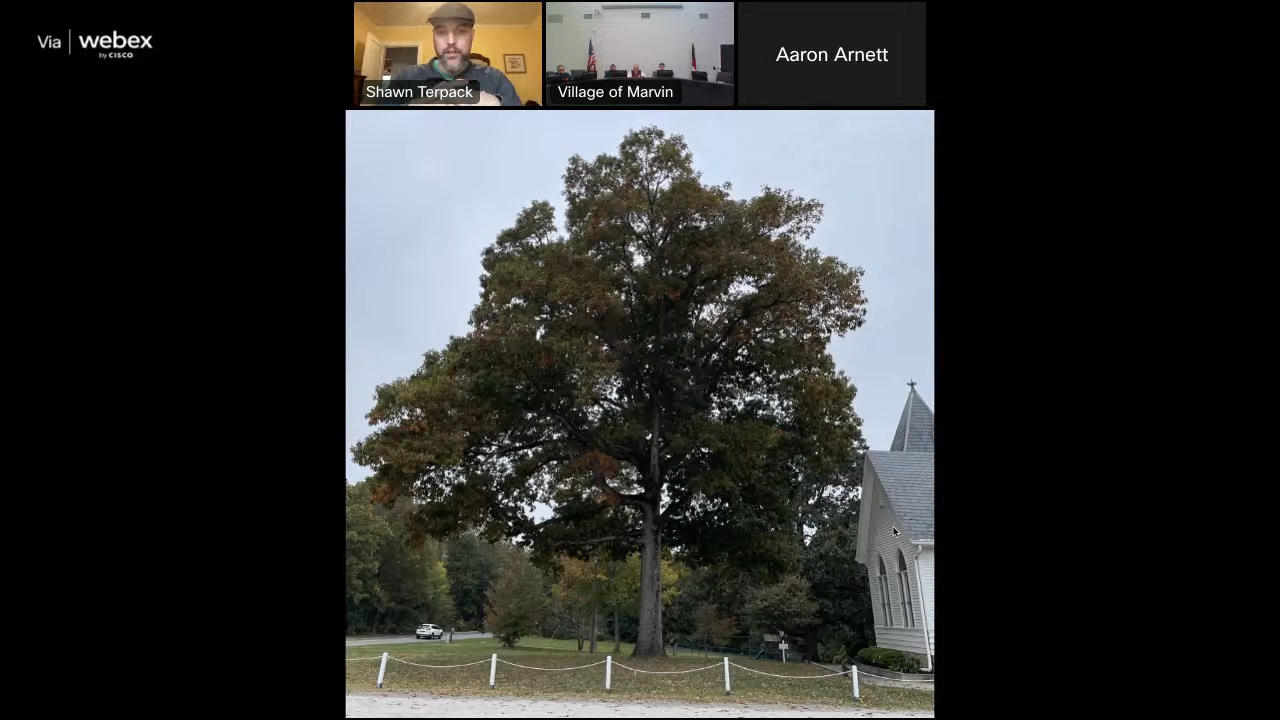 Via webex
by CISCO
Shawn Terpack
Village of Marvin
Aaron Arnett